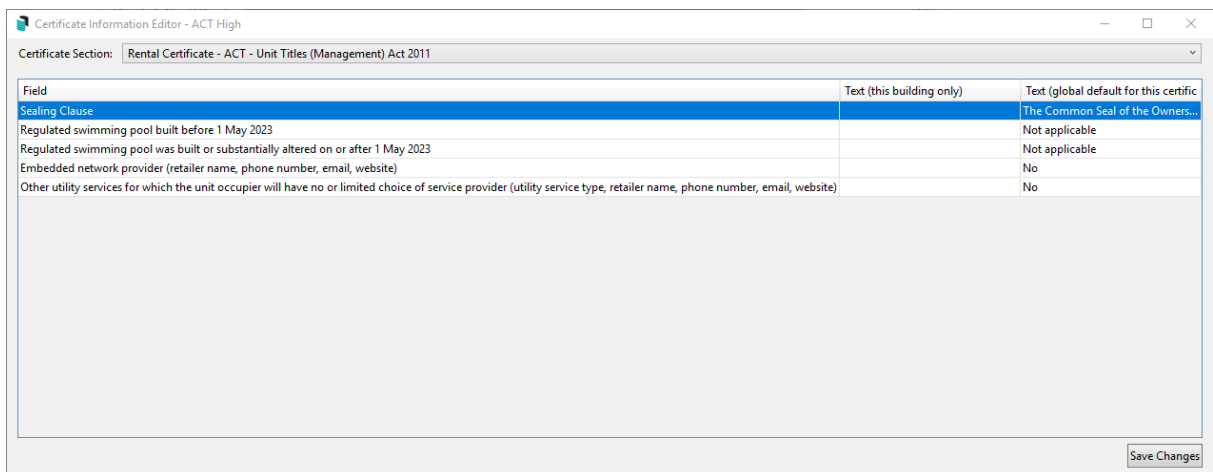 Certificate Information Editor - ACT High
Certificate Section: Rental Certificate - ACT - Unit Titles (Management) Act 2011
Field Text (this building only) Text (global default for this certific
Sealing Clause The Common Seal of the Owners...
Regulated swimming pool built before 1 May 2023 Not applicable
Regulated swimming pool was built or substantially altered on or after 1 May 2023 Not applicable
Embedded network provider (retailer name, phone number, email, website) No
Other utility services for which the unit occupier will have no or limited choice of service provider (utility service type, retailer name, phone number, email, website) No
Save Changes